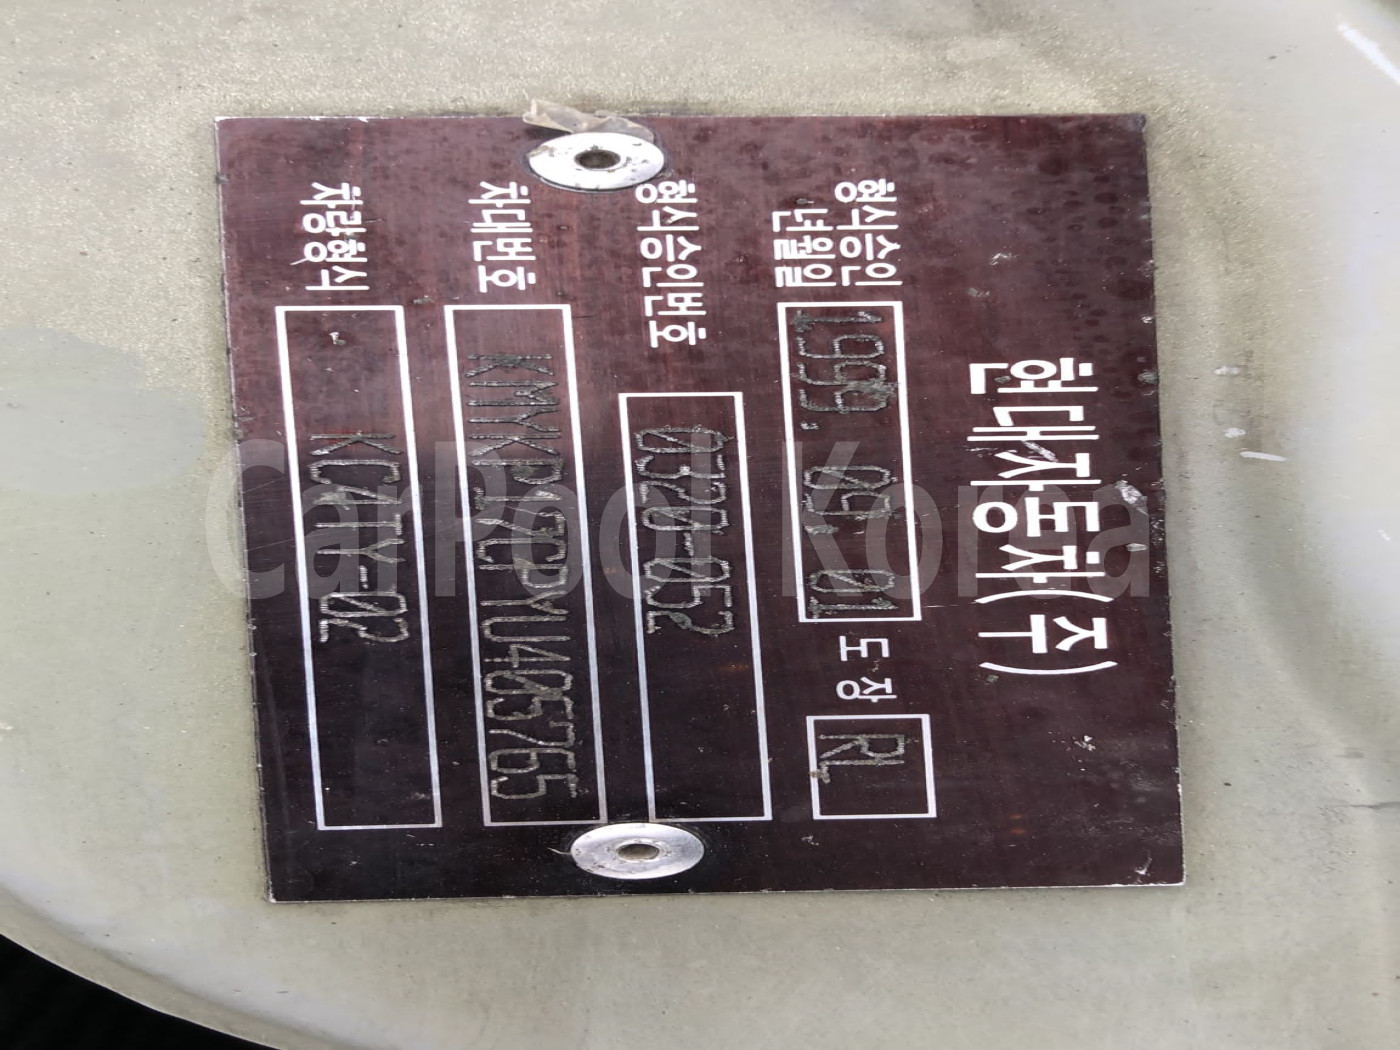 현대자동차(주)
형식승인
년월일 1999. 09. 01 도장 RL
형식승인번호 0320-052
차대번호 KMYKP17CPYU405765
차량형식 KC4TY-02
CarPool Korea